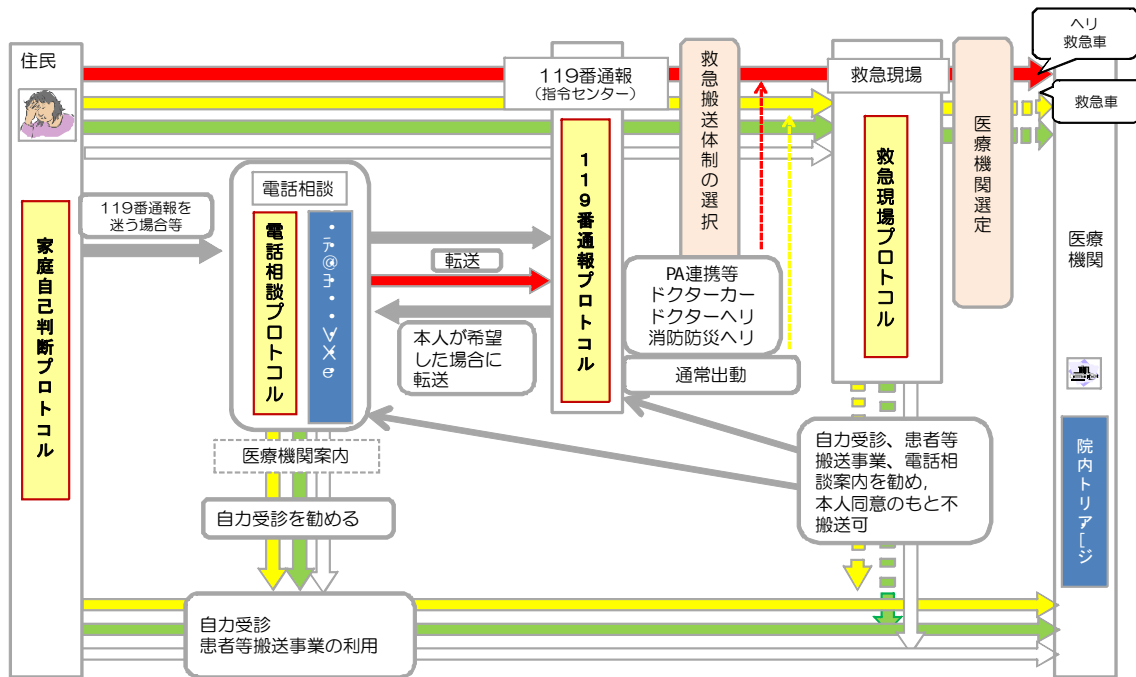 ヘリ
救急車
救急車
住民
119番通報
(指令センター)
救急搬送体制の選択
救急現場
医療機関選定
119番通報を
迷う場合等
電話相談
電話相談プロトコル
家庭自己判断プロトコル
転送
本人が希望
した場合に
転送
119番通報プロトコル
PA連携等
ドクターカー
ドクターヘリ
消防防災ヘリ
通常出動
救急現場プロトコル
医療
機関
医療機関案内
自力受診を勧める
自力受診、患者等
搬送事業、電話相
談案内を勧め,
本人同意のもと不
搬送可
自力受診
患者等搬送事業の利用
院内トリア[ジ